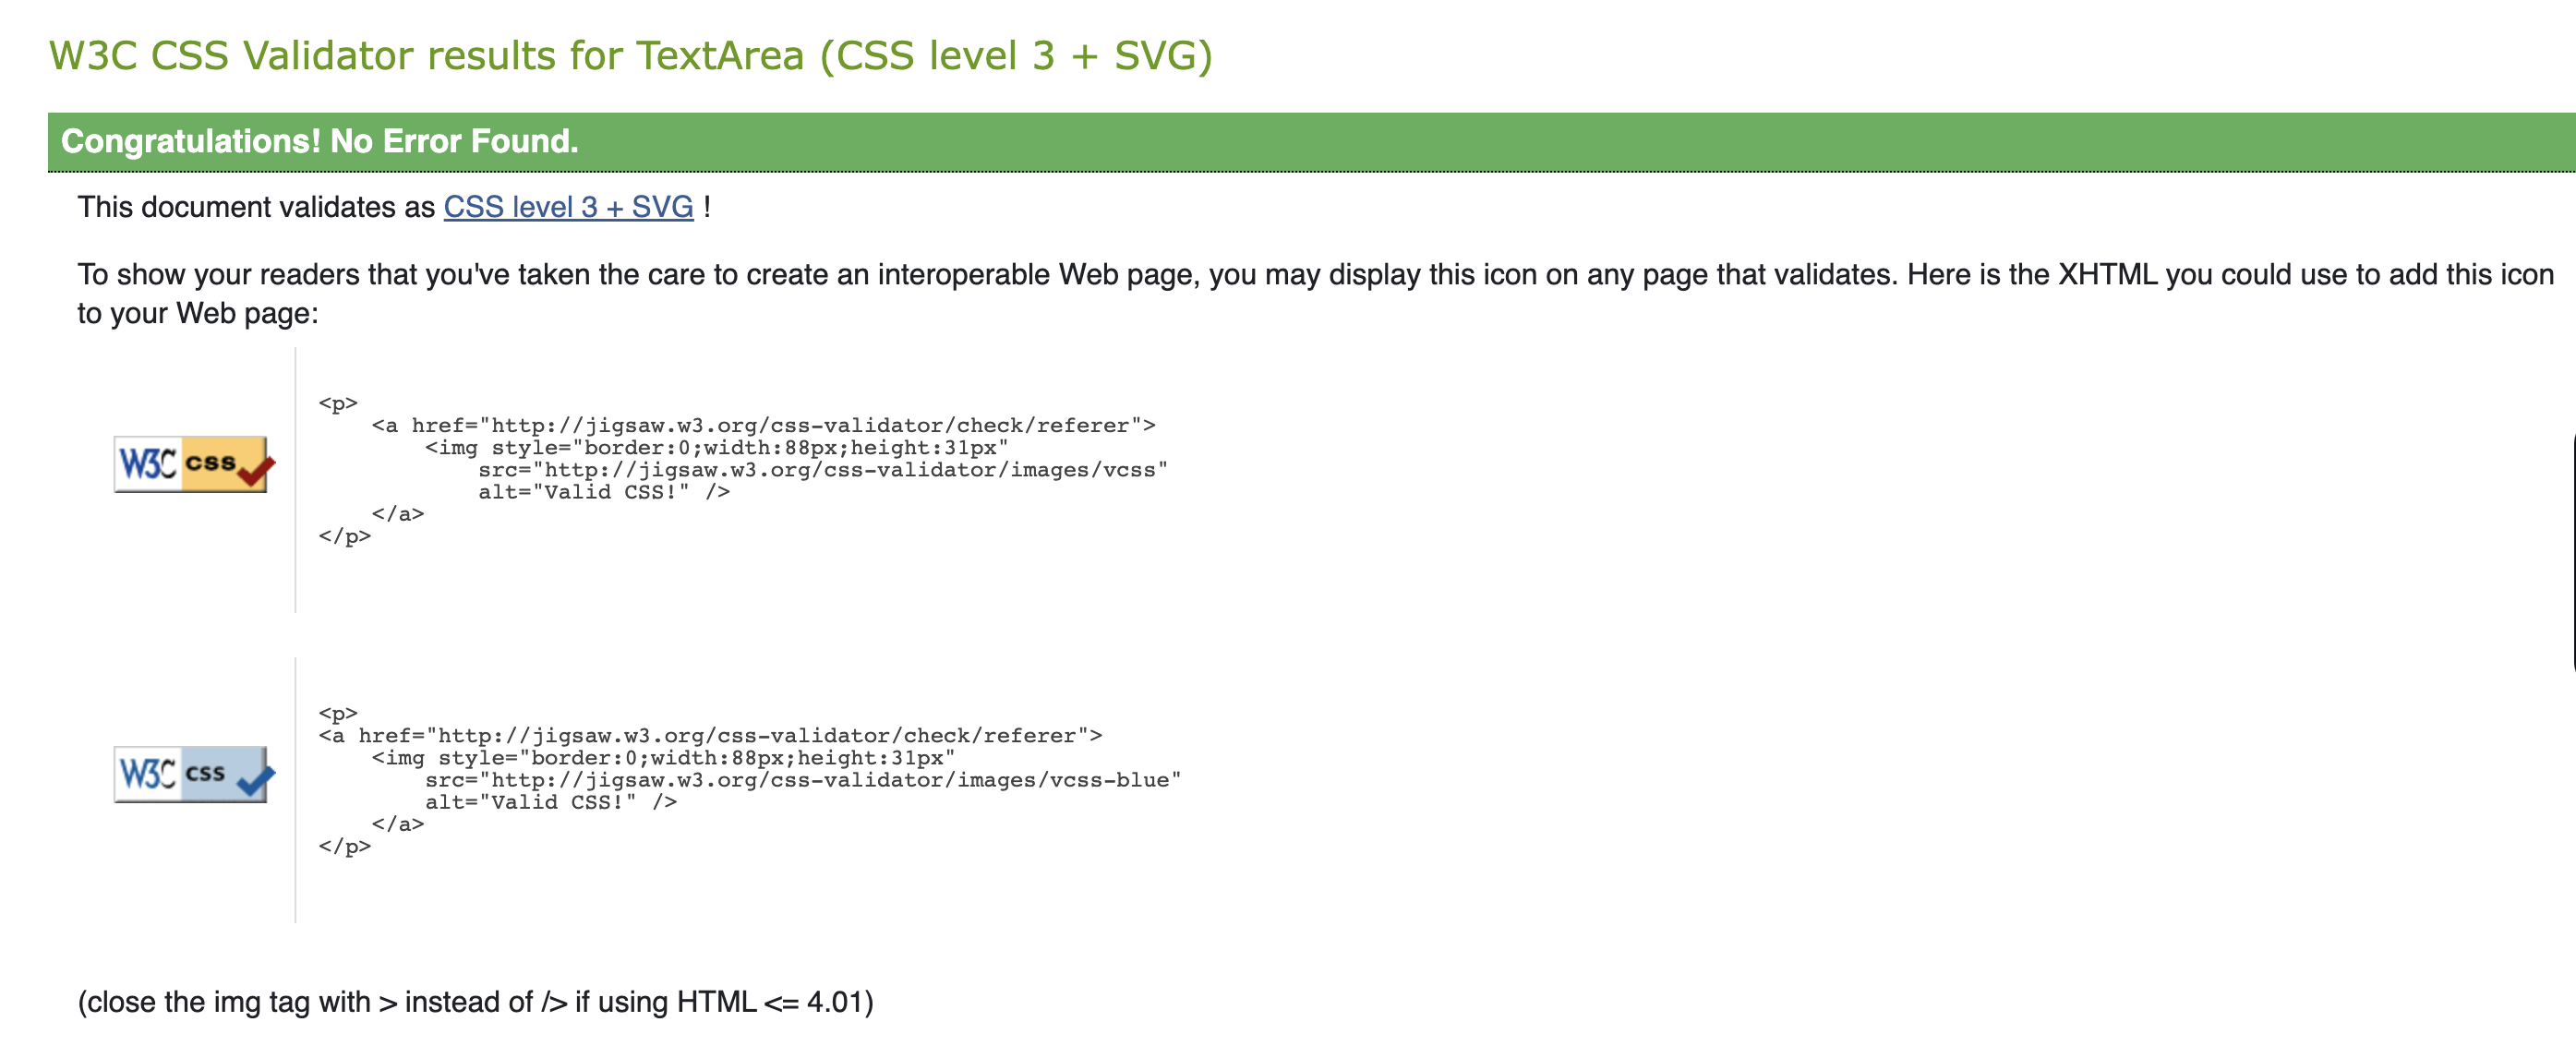 W3C CSS Validator results for TextArea (CSS level 3 + SVG)
Congratulations! No Error Found.
This document validates as CSS level 3 + SVG !
To show your readers that you've taken the care to create an interoperable Web page, you may display this icon on any page that validates. Here is the XHTML you could use to add this icon
to your Web page:
<p>
    <a href="http://jigsaw.w3.org/css-validator/check/referer">
        <img style="border:0;width:88px;height:31px"
W3C css
            src="http://jigsaw.w3.org/css-validator/images/vcss"
            alt="Valid CSS!" />
    </a>
</p>
<p>
<a href="http://jigsaw.w3.org/css-validator/check/referer">
    <img style="border:0;width:88px;height:31px"
W3C css
        src="http://jigsaw.w3.org/css-validator/images/vcss-blue"
        alt="Valid CSS!" />
    </a>
</p>
(close the img tag with > instead of /> if using HTML <= 4.01)